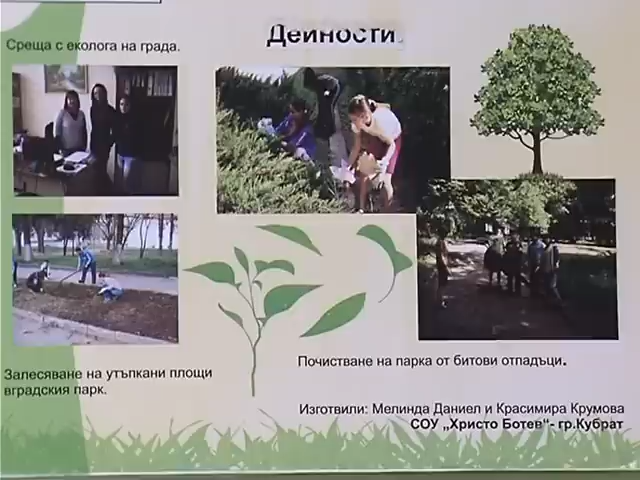 Дейности
Среща с еколога на града.
Залесяване на утъпкани площи
вградския парк.
Почистване на парка от битови отпадъци.
Изготвили: Мелинда Даниел и Красимира Крумова
СОУ „Христо Ботев“- гр.Кубрат